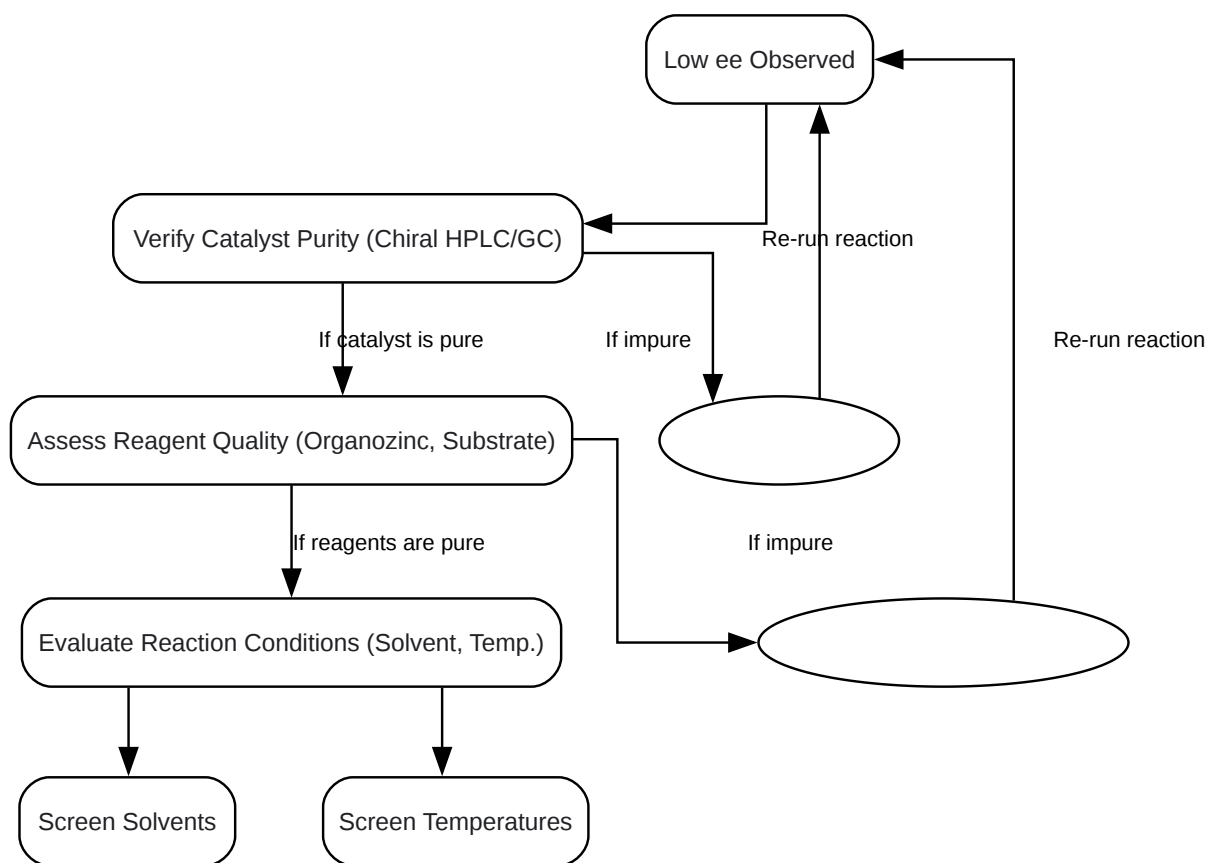 Low ee Observed
Verify Catalyst Purity (Chiral HPLC/GC)
Re-run reaction
If catalyst is pure
If impure
Re-run reaction
Assess Reagent Quality (Organozinc, Substrate)
If reagents are pure
If impure
Evaluate Reaction Conditions (Solvent, Temp.)
Screen Solvents
Screen Temperatures